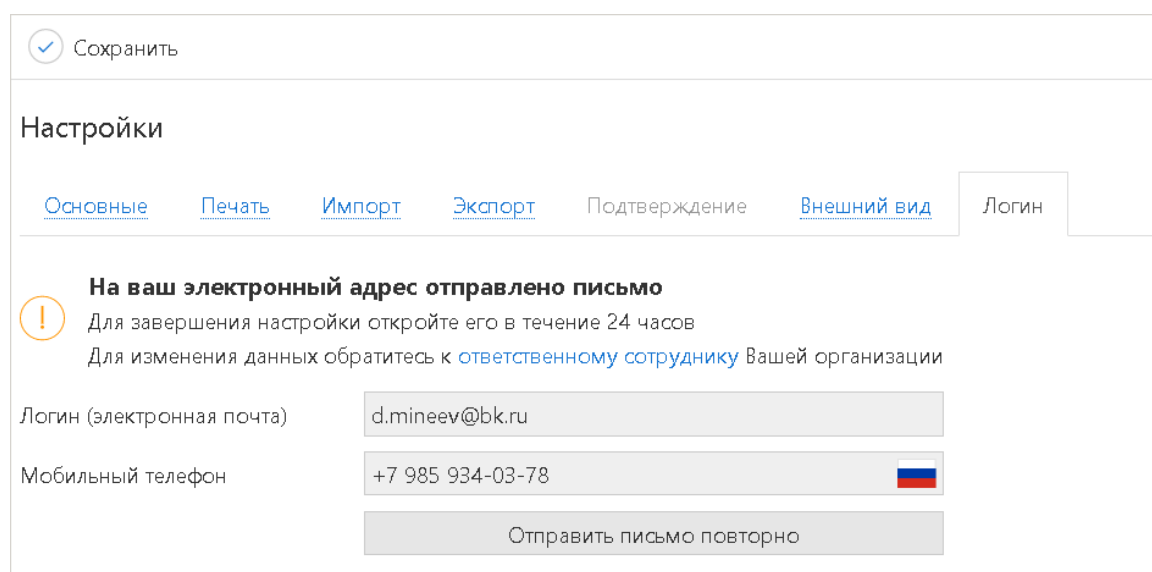 Сохранить
Настройки
Основные Печать Импорт Экспорт Подтверждение Внешний вид Логин
На ваш электронный адрес отправлено письмо
Для завершения настройки откройте его в течение 24 часов
Для изменения данных обратитесь к ответственному сотруднику Вашей организации
Логин (электронная почта) d.mineev@bk.ru
Мобильный телефон +7 985 934-03-78
Отправить письмо повторно